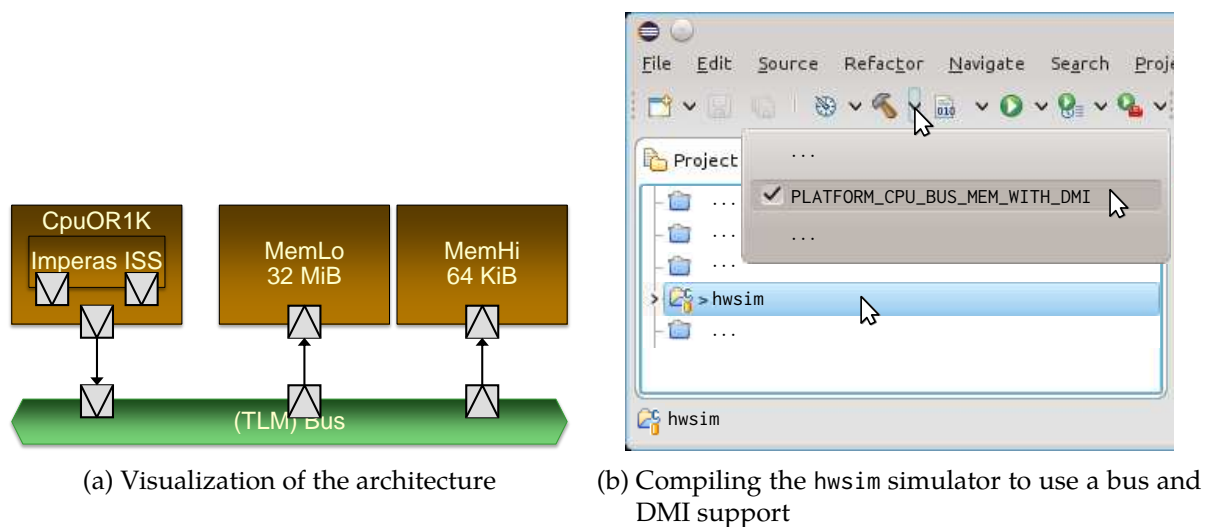 CpuOR1K
Imperas ISS
MemLo
32 MiB
MemHi
64 KiB
(TLM) Bus
(a) Visualization of the architecture
File Edit Source Refactor Navigate Search Proje
010
Project
...
PLATFORM_CPU_BUS_MEM_WITH_DMI
...
...
...
...
> hwsim
...
hwsim
(b) Compiling the hwsim simulator to use a bus and
DMI support